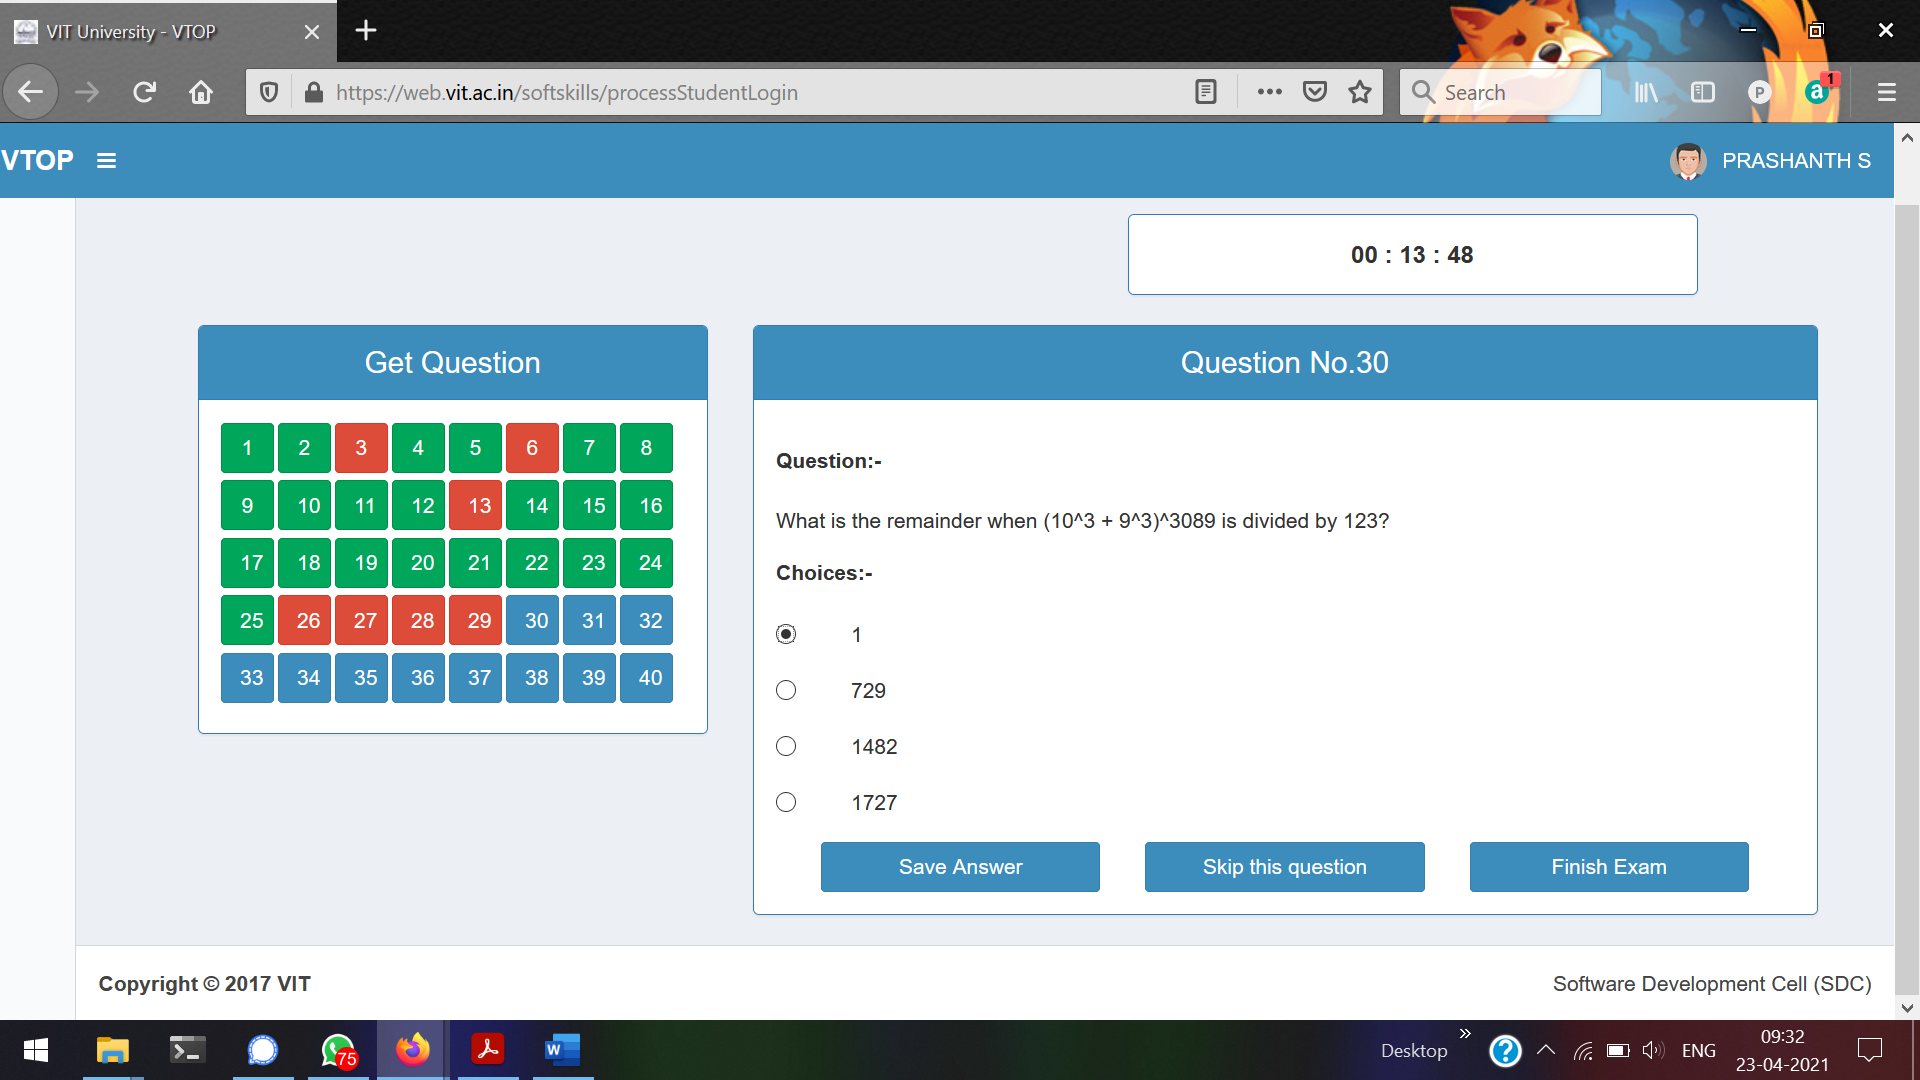 VIT University - VTOP
https://web.vit.ac.in/softskills/processStudentLogin
Search
P
a
1
VTOP
PRASHANTH S
00 : 13 : 48
Get Question
1 2 3 4 5 6 7 8
9 10 11 12 13 14 15 16
17 18 19 20 21 22 23 24
25 26 27 28 29 30 31 32
33 34 35 36 37 38 39 40
Question No.30
Question:-
What is the remainder when (10^3 + 9^3)^3089 is divided by 123?
Choices:-
1
729
1482
1727
Save Answer
Skip this question
Finish Exam
Copyright © 2017 VIT
Software Development Cell (SDC)
75
W
Desktop
»
?
ENG
09:32
23-04-2021